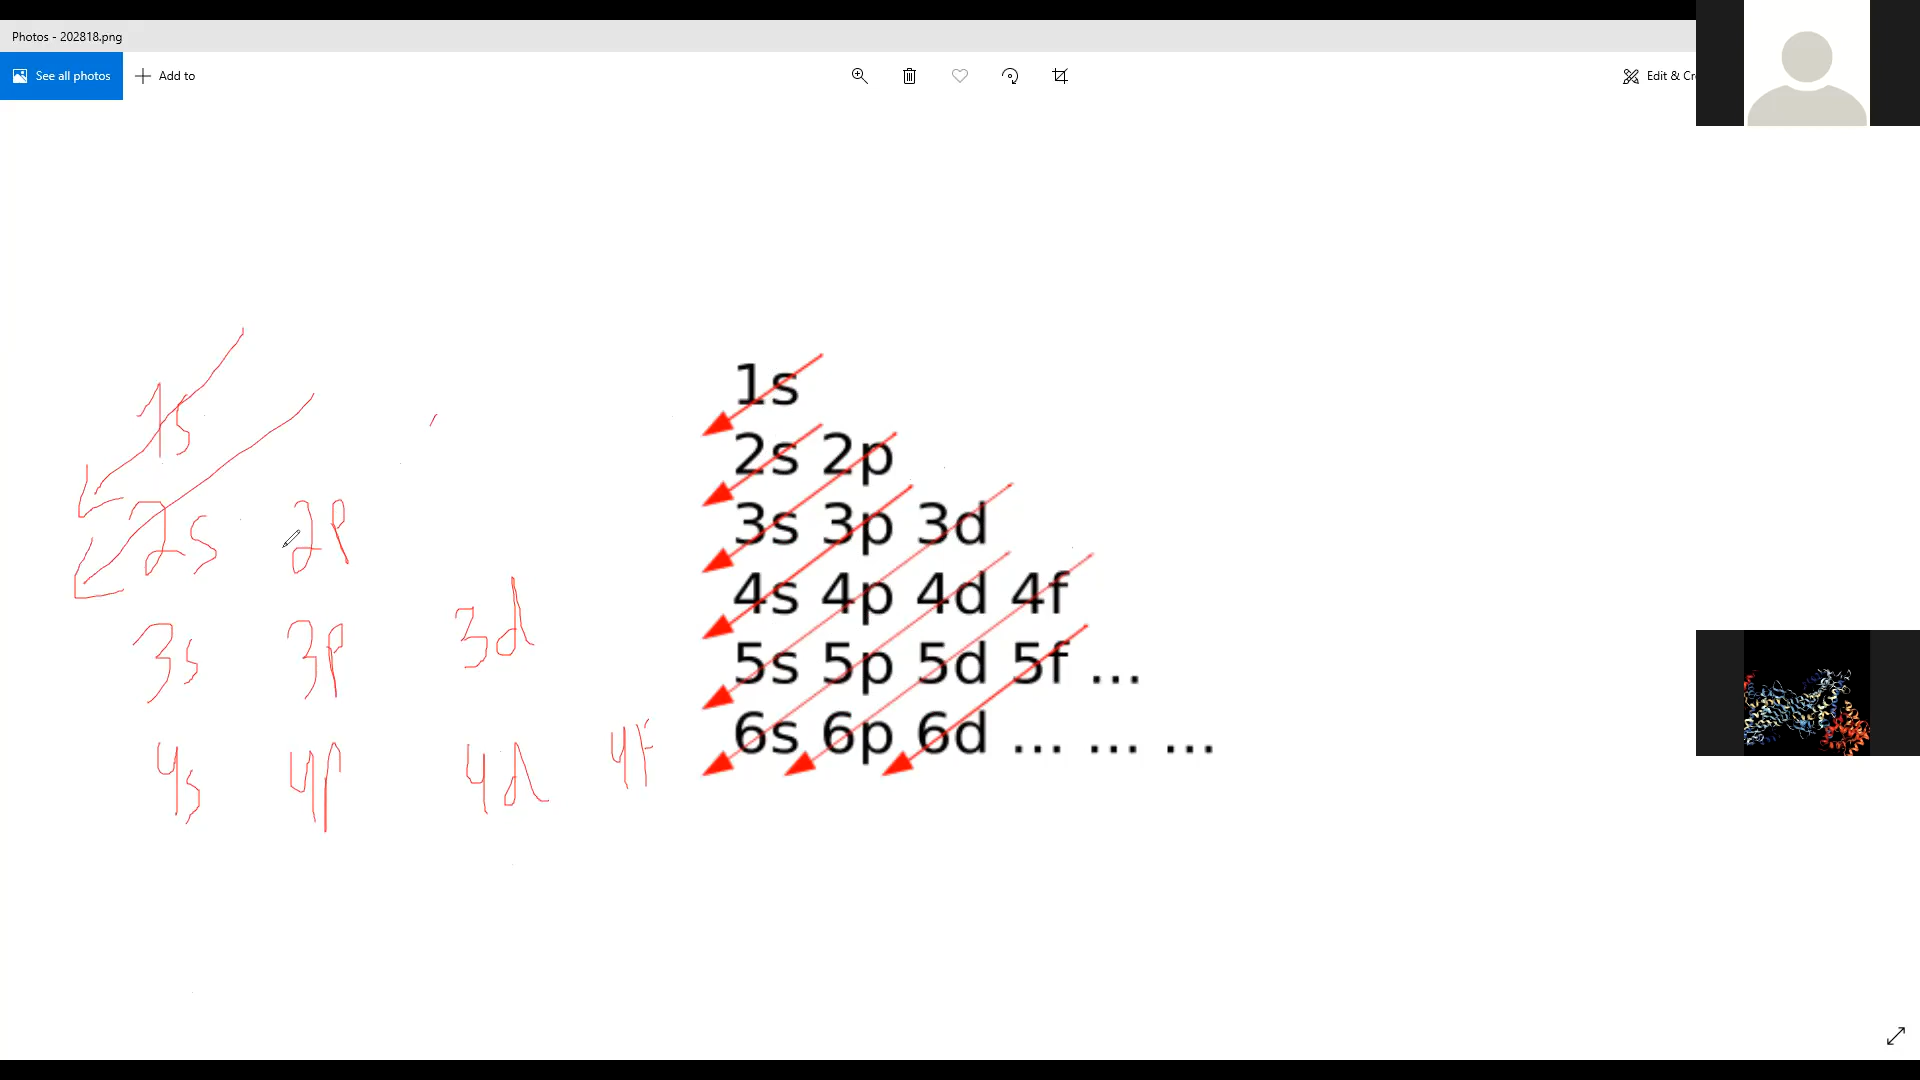 Photos - 202818.png
See all photos
Add to
Edit & Cr
1s
2s 2p
3s 3p 3d
4s 4p 4d 4f
1s
2s 2p
3s 3p 3d
4s 4p 4d 4f
5s 5p 5d 5f ...
6s 6p 6d ... ... ...